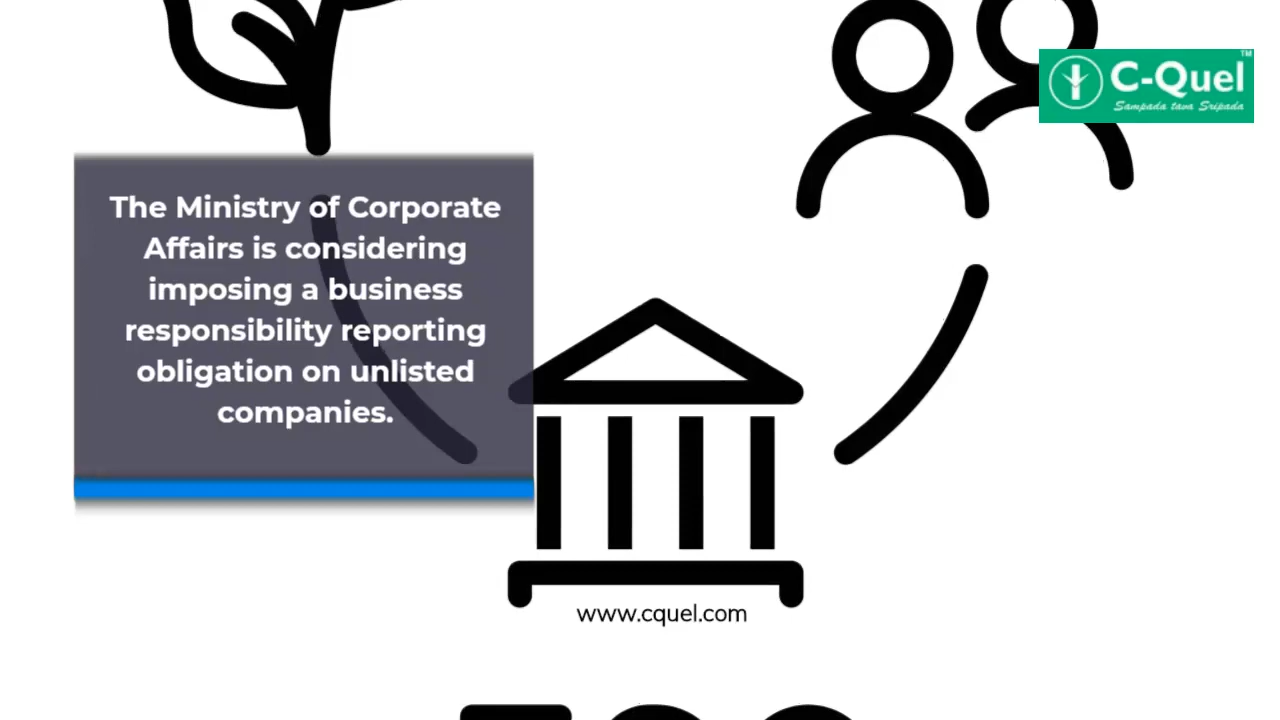 TM
C-Quel
Sampada tava Sripada
The Ministry of Corporate
Affairs is considering
imposing a business
responsibility reporting
obligation on unlisted
companies.
www.cquel.com